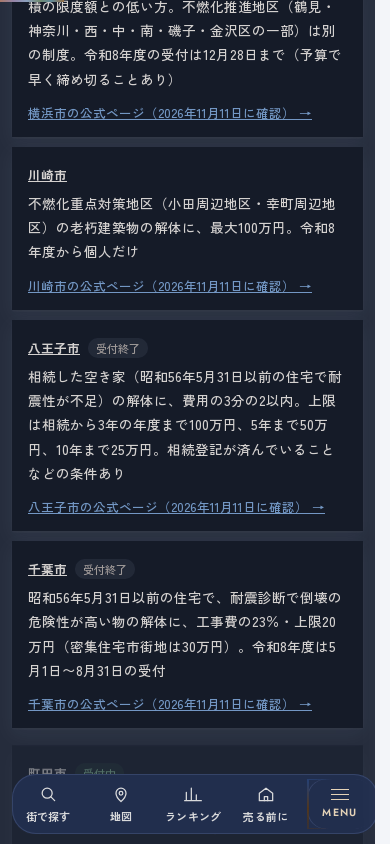 積の限度額との低い方。不燃化推進地区（鶴見・
神奈川・西・中・南・磯子・金沢区の一部）は別
の制度。令和8年度の受付は12月28日まで（予算で
早く締め切ることあり）
横浜市の公式ページ（2026年11月11日に確認） →
川崎市
不燃化重点対策地区（小田周辺地区・幸町周辺地
区）の老朽建築物の解体に、最大100万円。令和8
年度から個人だけ
川崎市の公式ページ（2026年11月11日に確認） →
八王子市 受付終了
相続した空き家（昭和56年5月31日以前の住宅で耐
震性が不足）の解体に、費用の3分の2以内。上限
は相続から3年の年度まで100万円、5年まで50万
円、10年まで25万円。相続登記が済んでいること
などの条件あり
八王子市の公式ページ（2026年11月11日に確認） →
千葉市 受付終了
昭和56年5月31日以前の住宅で、耐震診断で倒壊の
危険性が高い物の解体に、工事費の23%・上限20
万円（密集住宅市街地は30万円）。令和8年度は5
月1日〜8月31日の受付
千葉市の公式ページ（2026年11月11日に確認） →
町田市 受付中
街で探す 地図 ランキング 売る前に MENU